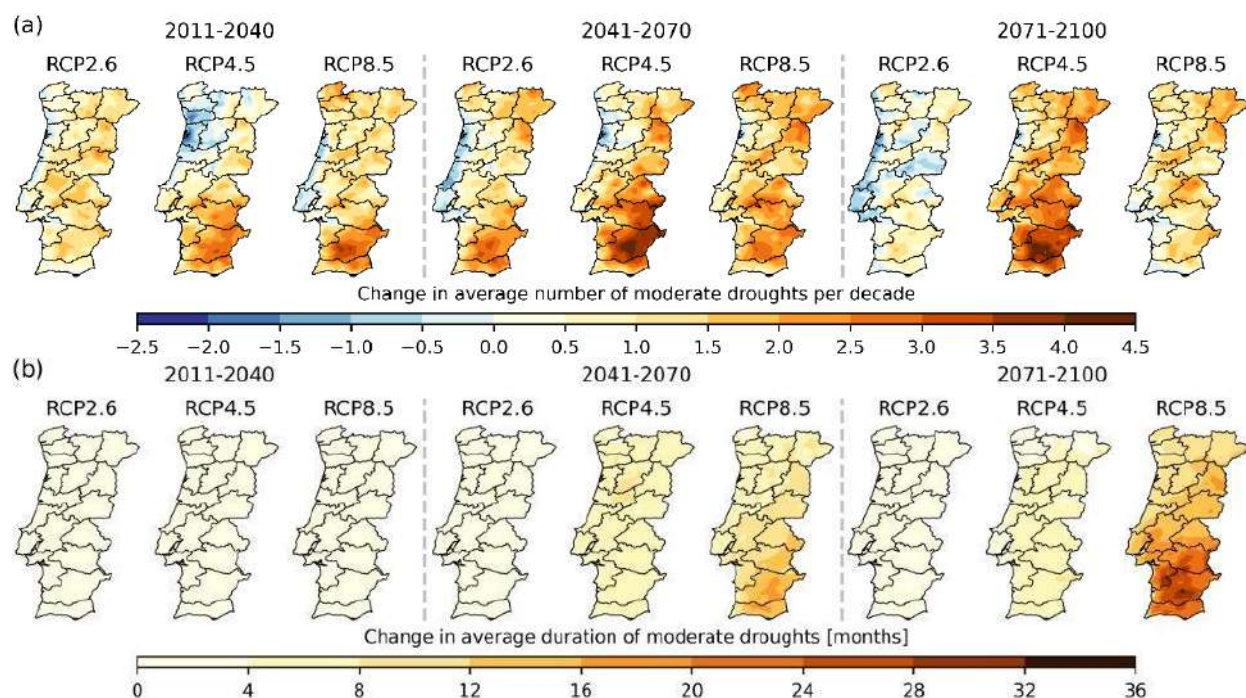 (a)
2011-2040 2041-2070 2071-2100
RCP2.6 RCP4.5 RCP8.5 RCP2.6 RCP4.5 RCP8.5 RCP2.6 RCP4.5 RCP8.5
Change in average number of moderate droughts per decade
−2.5 −2.0 −1.5 −1.0 −0.5 0.0 0.5 1.0 1.5 2.0 2.5 3.0 3.5 4.0 4.5
(b)
2011-2040 2041-2070 2071-2100
RCP2.6 RCP4.5 RCP8.5 RCP2.6 RCP4.5 RCP8.5 RCP2.6 RCP4.5 RCP8.5
Change in average duration of moderate droughts [months]
0 4 8 12 16 20 24 28 32 36